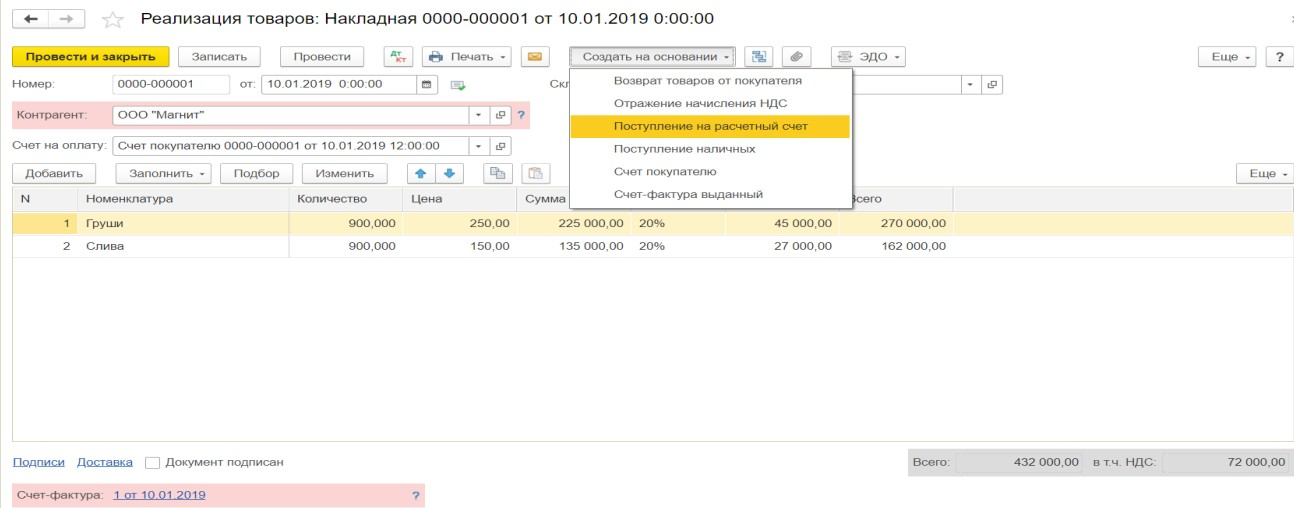 Реализация товаров: Накладная 0000-000001 от 10.01.2019 0:00:00
Провести и закрыть Записать Провести Дт Кт Печать Создать на основании ЭДО Еще ?
Номер: 0000-000001 от: 10.01.2019 0:00:00
Возврат товаров от покупателя
Отражение начисления НДС
Контрагент: ООО "Магнит" ?
Поступление на расчетный счет
Счет на оплату: Счет покупателю 0000-000001 от 10.01.2019 12:00:00
Поступление наличных
Счет покупателю
Счет-фактура выданный
Добавить Заполнить Подбор Изменить Еще
N Номенклатура Количество Цена Сумма Всего
1 Груши 900,000 250,00 225 000,00 20% 45 000,00 270 000,00
2 Слива 900,000 150,00 135 000,00 20% 27 000,00 162 000,00
Подписи Доставка Документ подписан Всего: 432 000,00 в т.ч. НДС: 72 000,00
Счет-фактура: 1 от 10.01.2019 ?